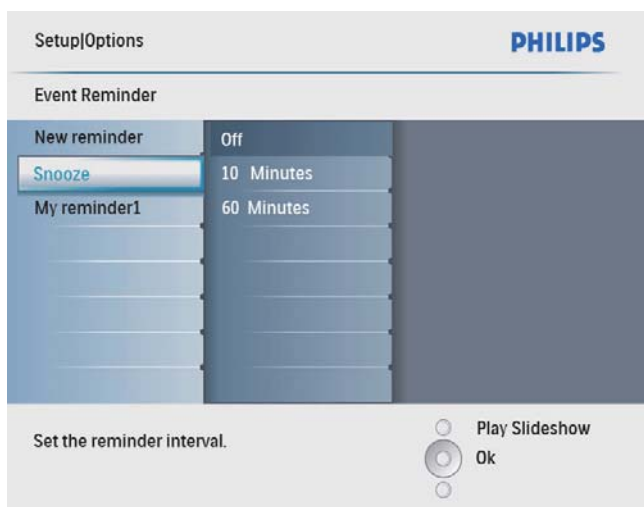 Setup|Options
PHILIPS
Event Reminder
New reminder
Off
Snooze
10 Minutes
My reminder1
60 Minutes
Set the reminder interval.
Play Slideshow
Ok